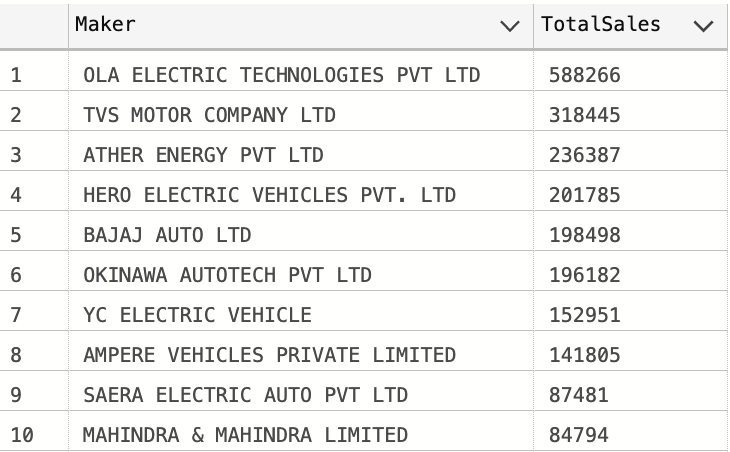 Maker TotalSales
1 OLA ELECTRIC TECHNOLOGIES PVT LTD 588266
2 TVS MOTOR COMPANY LTD 318445
3 ATHER ENERGY PVT LTD 236387
4 HERO ELECTRIC VEHICLES PVT. LTD 201785
5 BAJAJ AUTO LTD 198498
6 OKINAWA AUTOTECH PVT LTD 196182
7 YC ELECTRIC VEHICLE 152951
8 AMPERE VEHICLES PRIVATE LIMITED 141805
9 SAERA ELECTRIC AUTO PVT LTD 87481
10 MAHINDRA & MAHINDRA LIMITED 84794